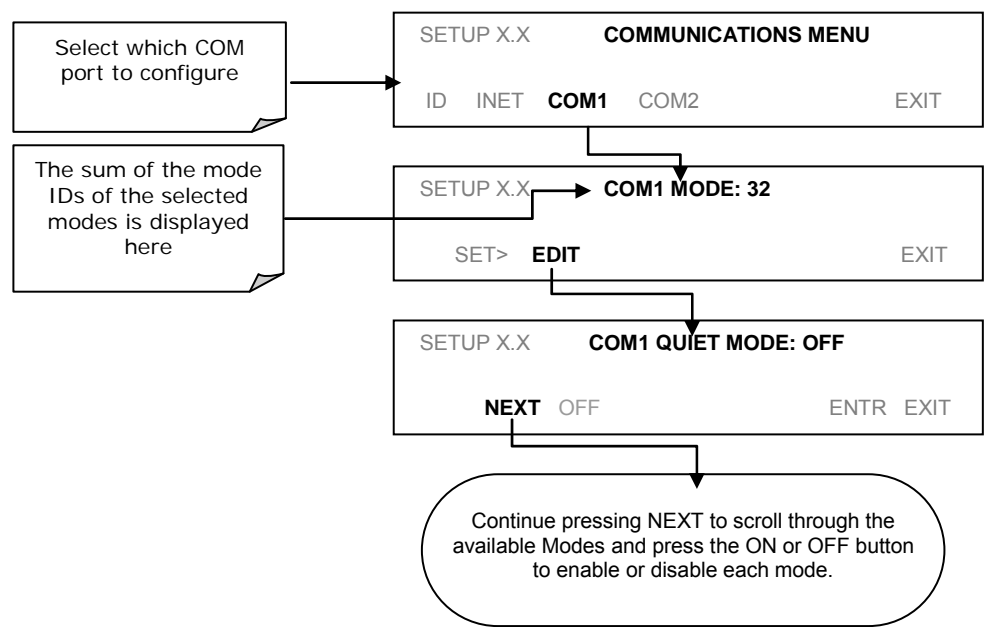 Select which COM
port to configure
SETUP X.X COMMUNICATIONS MENU
ID INET COM1 COM2 EXIT
The sum of the mode
IDs of the selected
modes is displayed
here
SETUP X.X COM1 MODE: 32
SET> EDIT EXIT
SETUP X.X COM1 QUIET MODE: OFF
NEXT OFF ENTR EXIT
Continue pressing NEXT to scroll through the
available Modes and press the ON or OFF button
to enable or disable each mode.